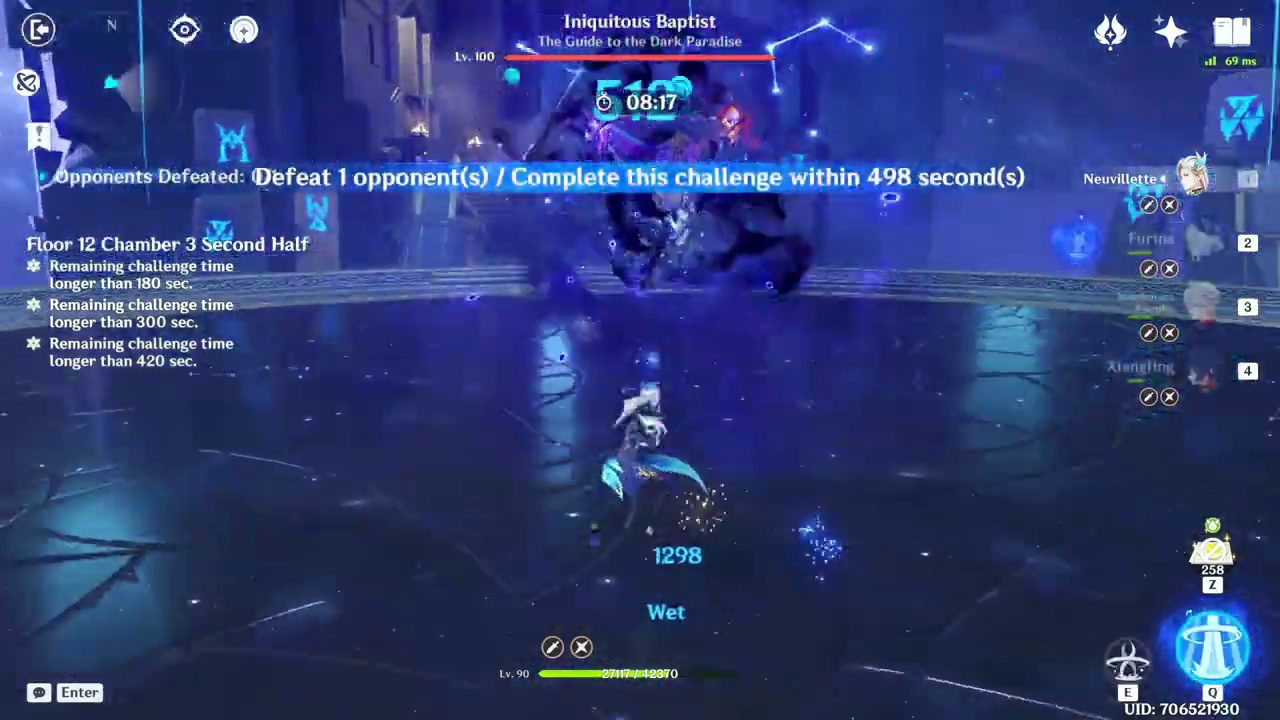 N
Iniquitous Baptist
The Guide to the Dark Paradise
Lv. 100
69 ms
512
08:17
Opponents Defeated:
Defeat 1 opponent(s) / Complete this challenge within 498 second(s)
Neuvillette
1
Furina
2
3
Xiangling
4
Floor 12 Chamber 3 Second Half
Remaining challenge time
longer than 180 sec.
Remaining challenge time
longer than 300 sec.
Remaining challenge time
longer than 420 sec.
1298
Wet
258
Z
Lv. 90
27117 / 42370
Enter
E
Q
UID: 706521930